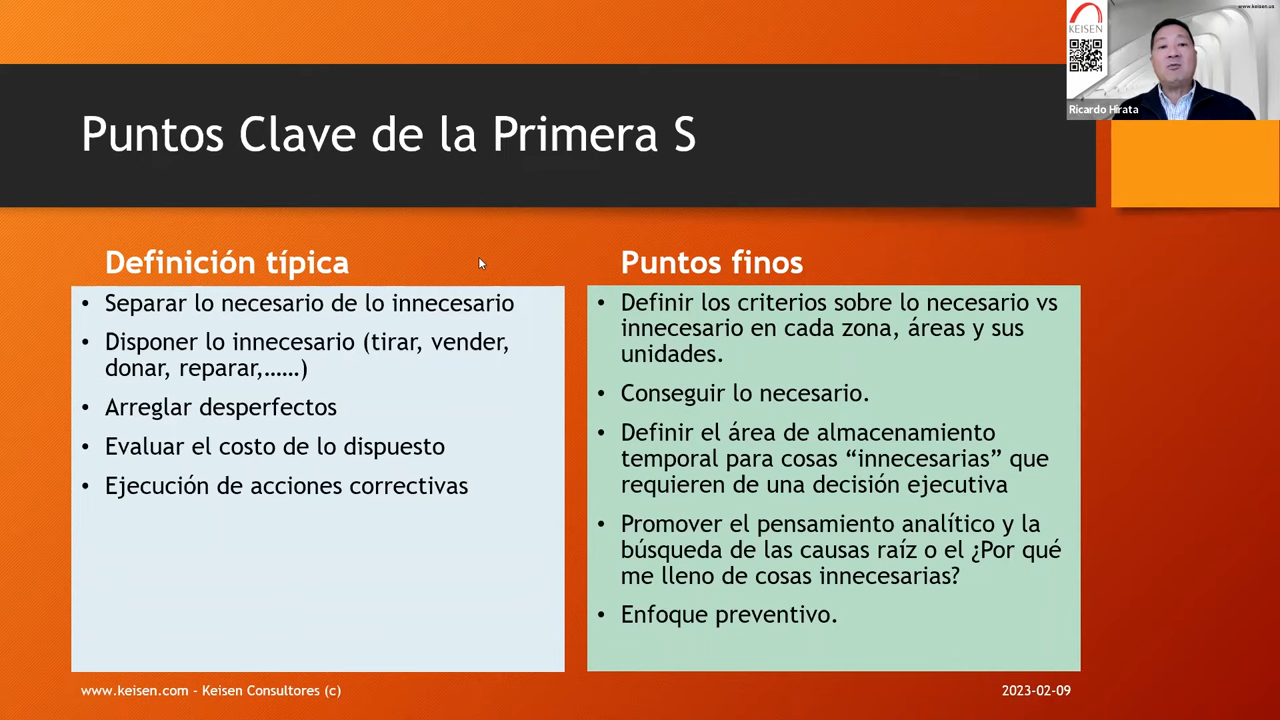 www.keisen.us
KEISEN
Ricardo Hirata
Puntos Clave de la Primera S
Definición típica
• Separar lo necesario de lo innecesario
• Disponer lo innecesario (tirar, vender,
donar, reparar,……)
• Arreglar desperfectos
• Evaluar el costo de lo dispuesto
• Ejecución de acciones correctivas
Puntos finos
• Definir los criterios sobre lo necesario vs
innecesario en cada zona, áreas y sus
unidades.
• Conseguir lo necesario.
• Definir el área de almacenamiento
temporal para cosas “innecesarias” que
requieren de una decisión ejecutiva
• Promover el pensamiento analítico y la
búsqueda de las causas raíz o el ¿Por qué
me lleno de cosas innecesarias?
• Enfoque preventivo.
www.keisen.com - Keisen Consultores (c)
2023-02-09